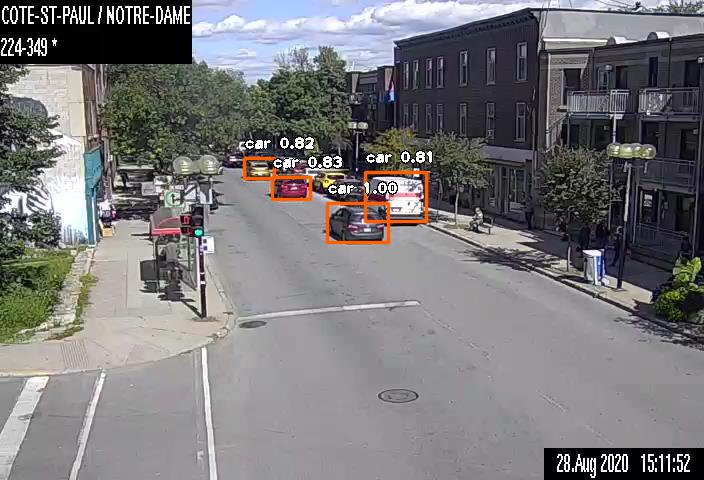 COTE-ST-PAUL / NOTRE-DAME
224-349 *
car 0.82
car 0.83
car 0.81
car 1.00
28.Aug 2020 15:11:52